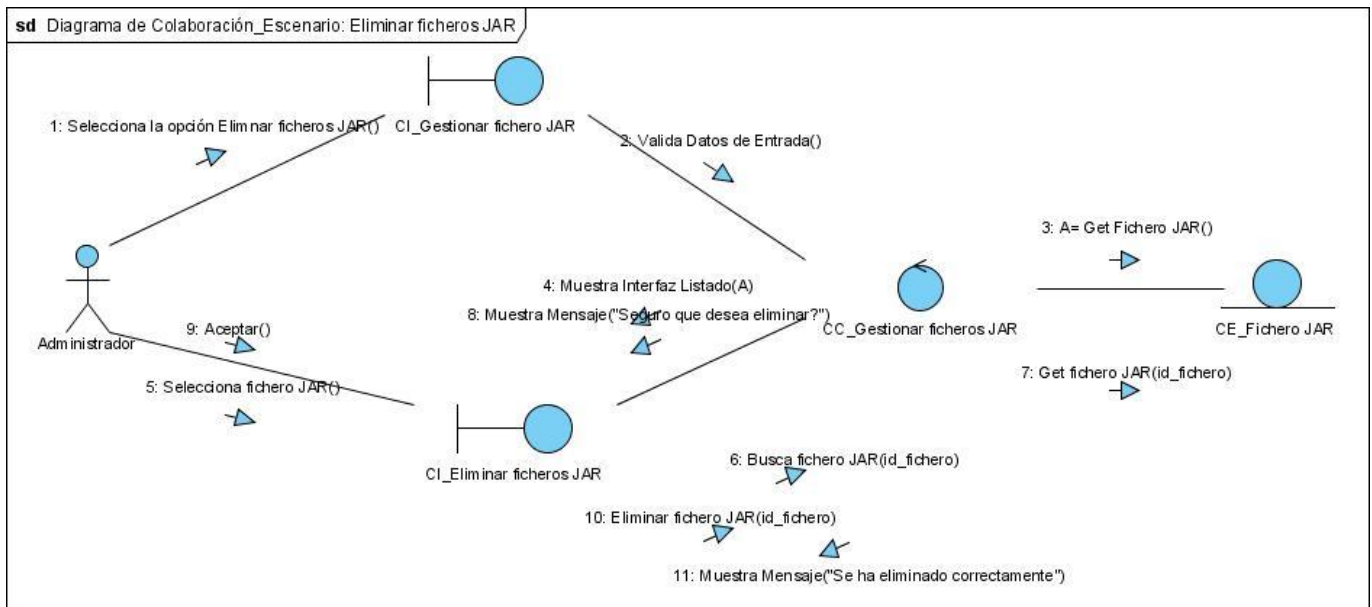 sd Diagrama de Colaboración_Escenario: Eliminar ficheros JAR
1: Selecciona la opción Elimnar ficheros JAR()
CI_Gestionar fichero JAR
2: Valida Datos de Entrada()
3: A= Get Fichero JAR()
4: Muestra Interfaz Listado(A)
8: Muestra Mensaje("Seguro que desea eliminar?")
CC_Gestionar ficheros JAR
CE_Fichero JAR
Administrador
9: Aceptar()
5: Selecciona fichero JAR()
7: Get fichero JAR(id_fichero)
CI_Eliminar ficheros JAR
6: Busca fichero JAR(id_fichero)
10: Eliminar fichero JAR(id_fichero)
11: Muestra Mensaje("Se ha eliminado correctamente")